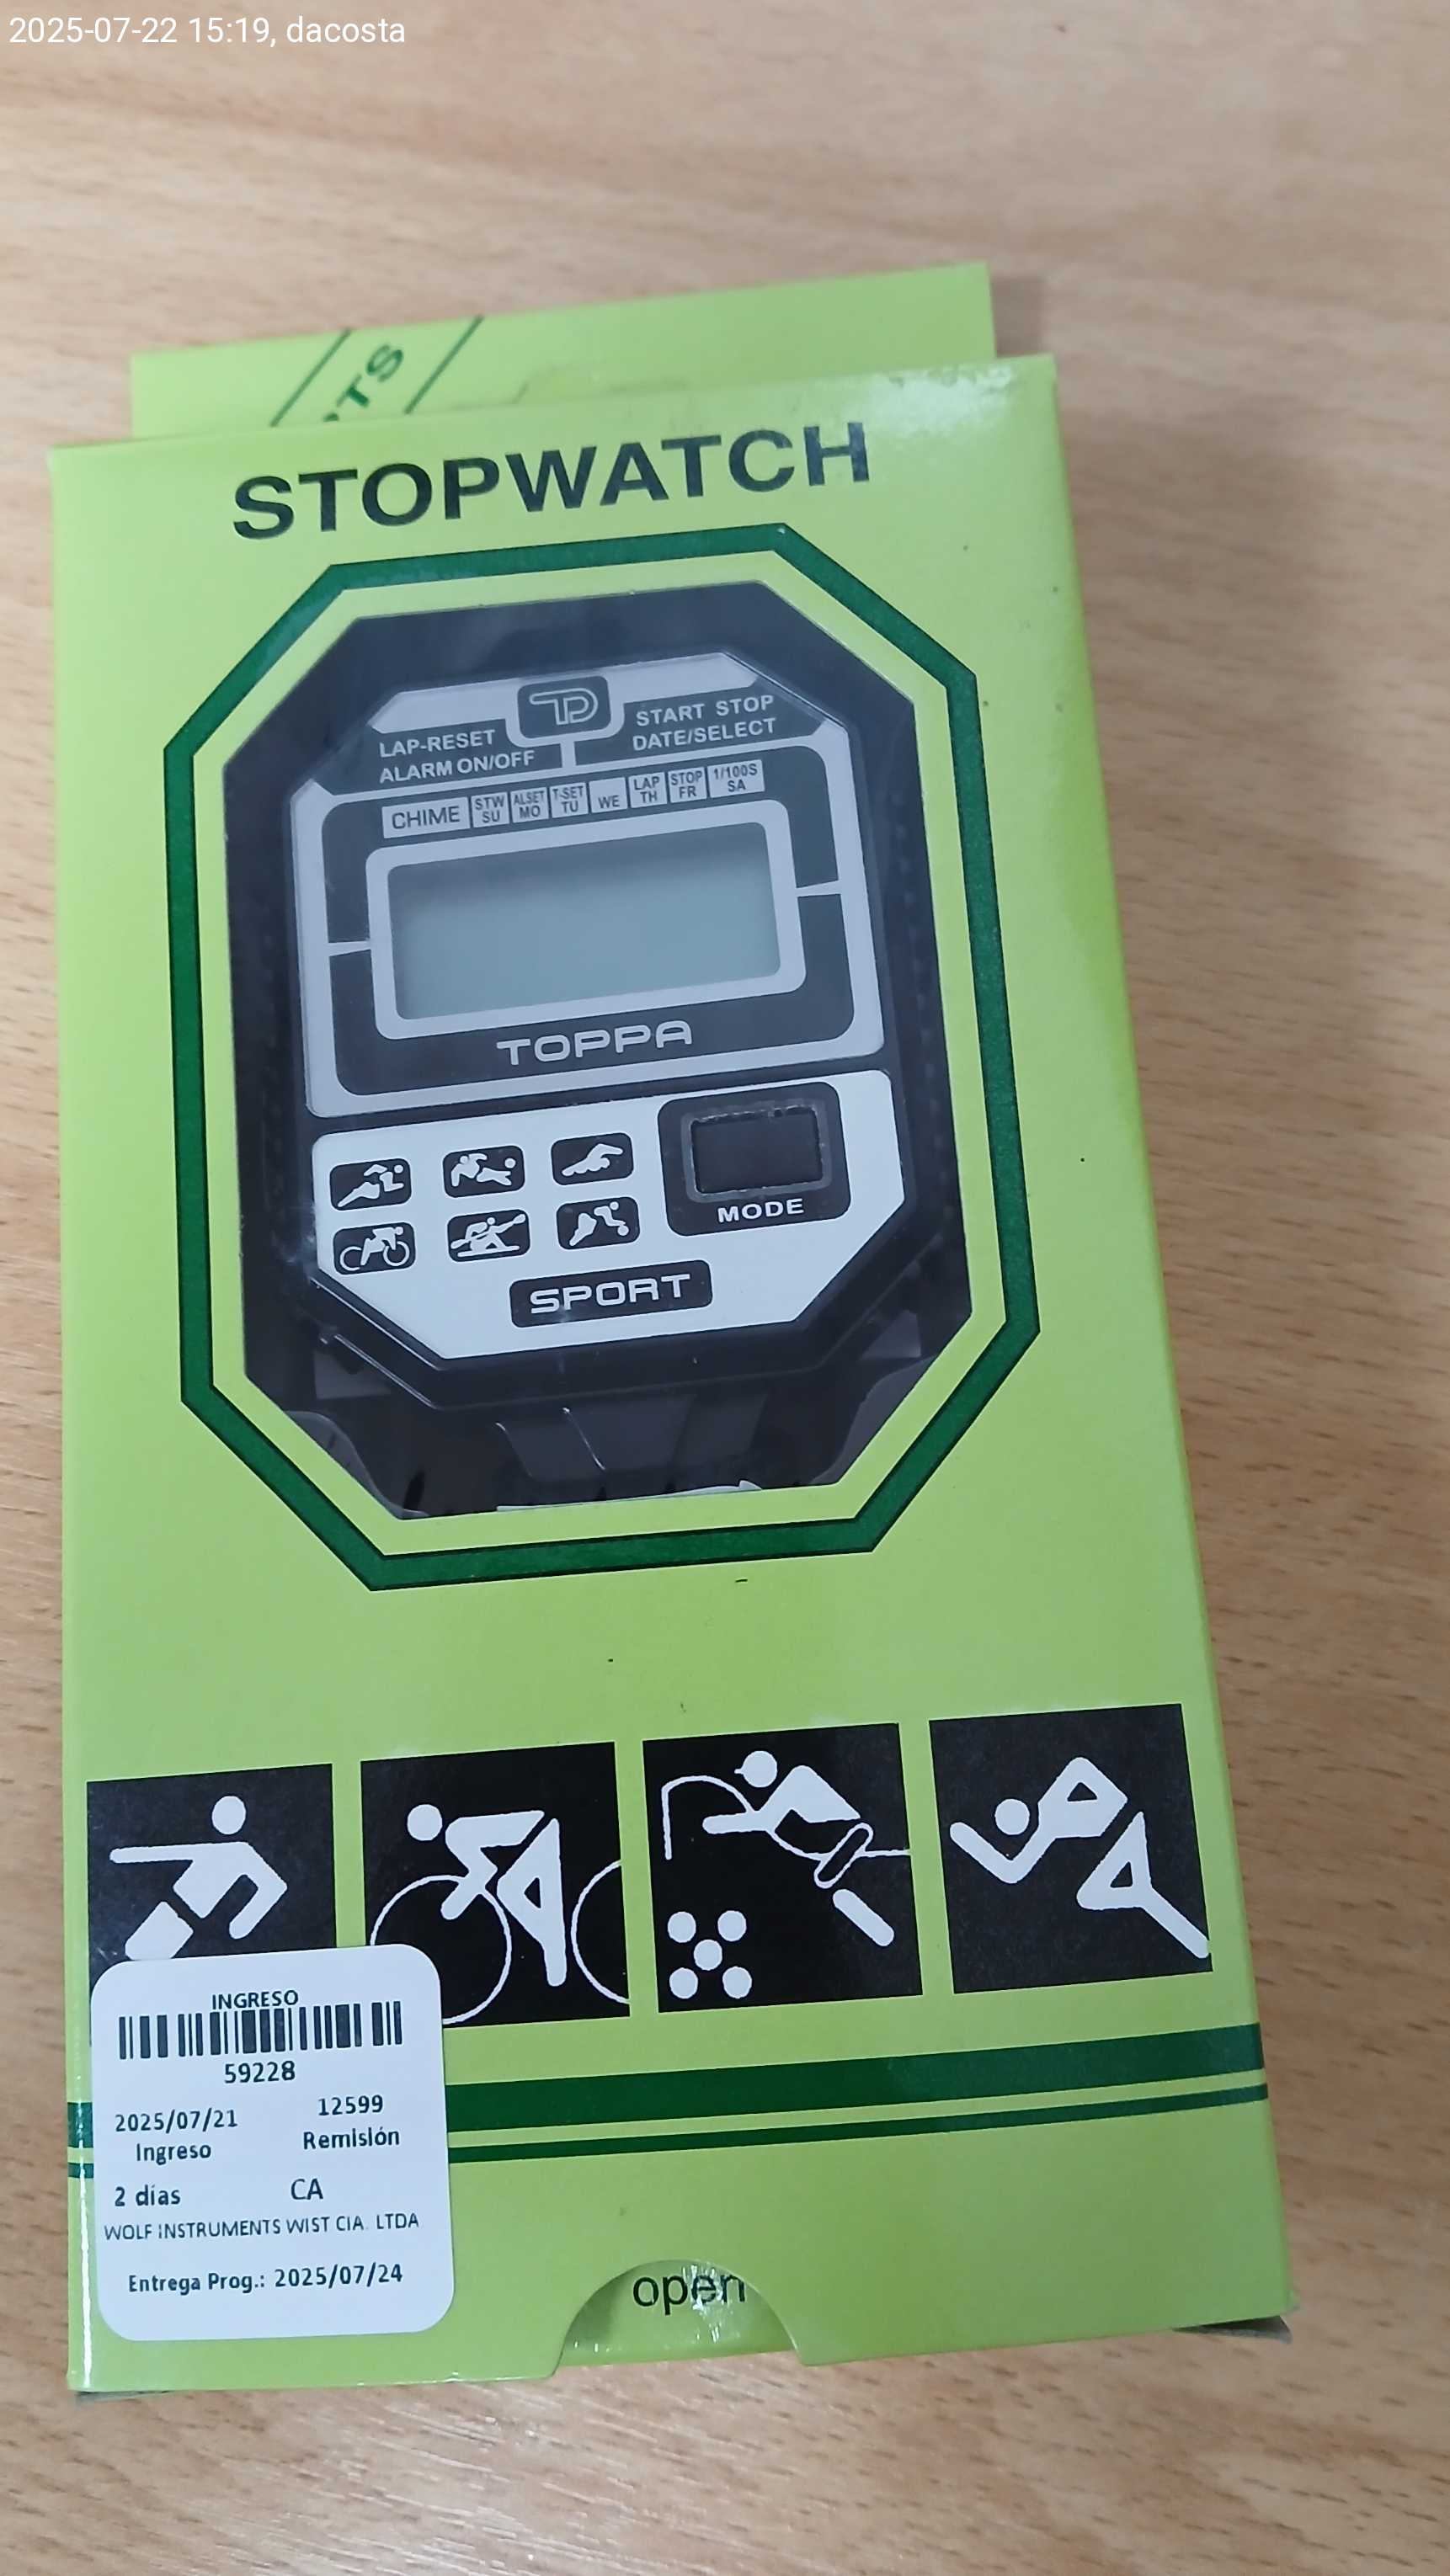 2025-07-22 15:19, dacosta
STOPWATCH
LAP-RESET
ALARM ON/OFF
START STOP
DATE/SELECT
CHIME
STW
SU
ALSET
MO
T-SET
TU
WE
LAP
TH
STOP
FR
1/100S
SA
TOPPA
MODE
SPORT
INGRESO
59228
2025/07/21 12599
Ingreso Remisión
2 días CA
WOLF INSTRUMENTS WIST CIA. LTDA
Entrega Prog.: 2025/07/24
open